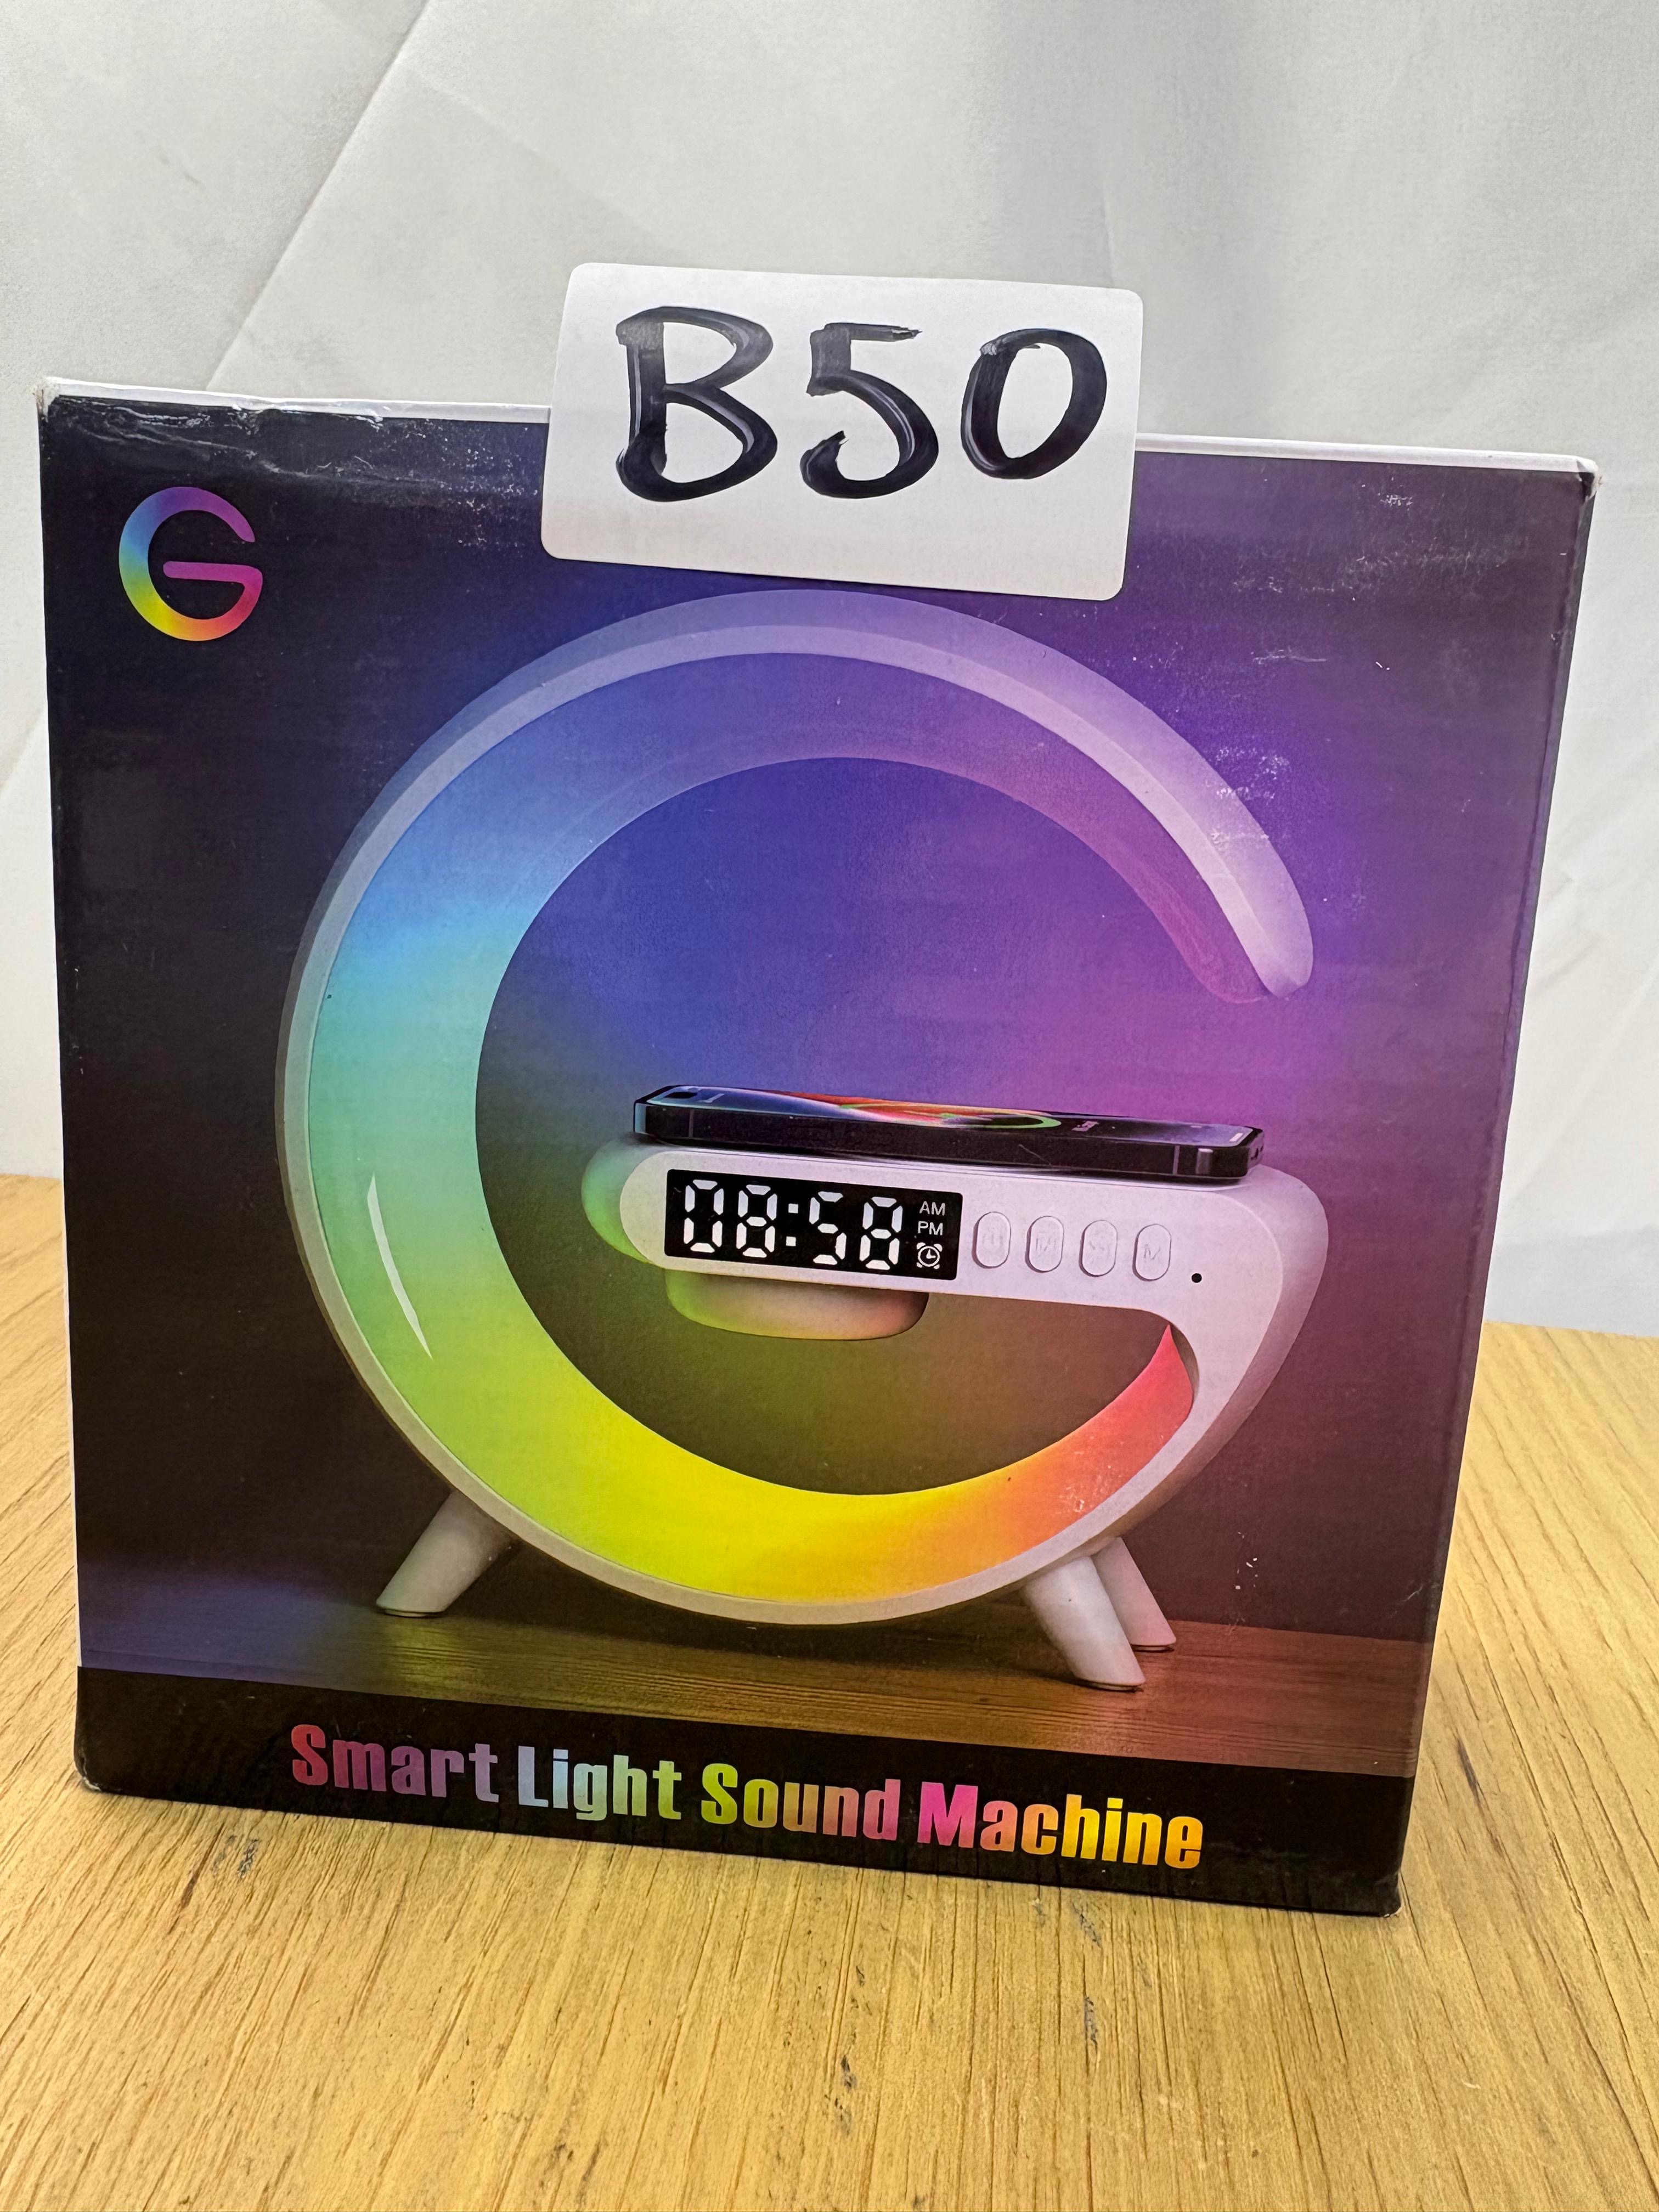 B50
G
08:58
AM
PM
M
Smart Light Sound Machine